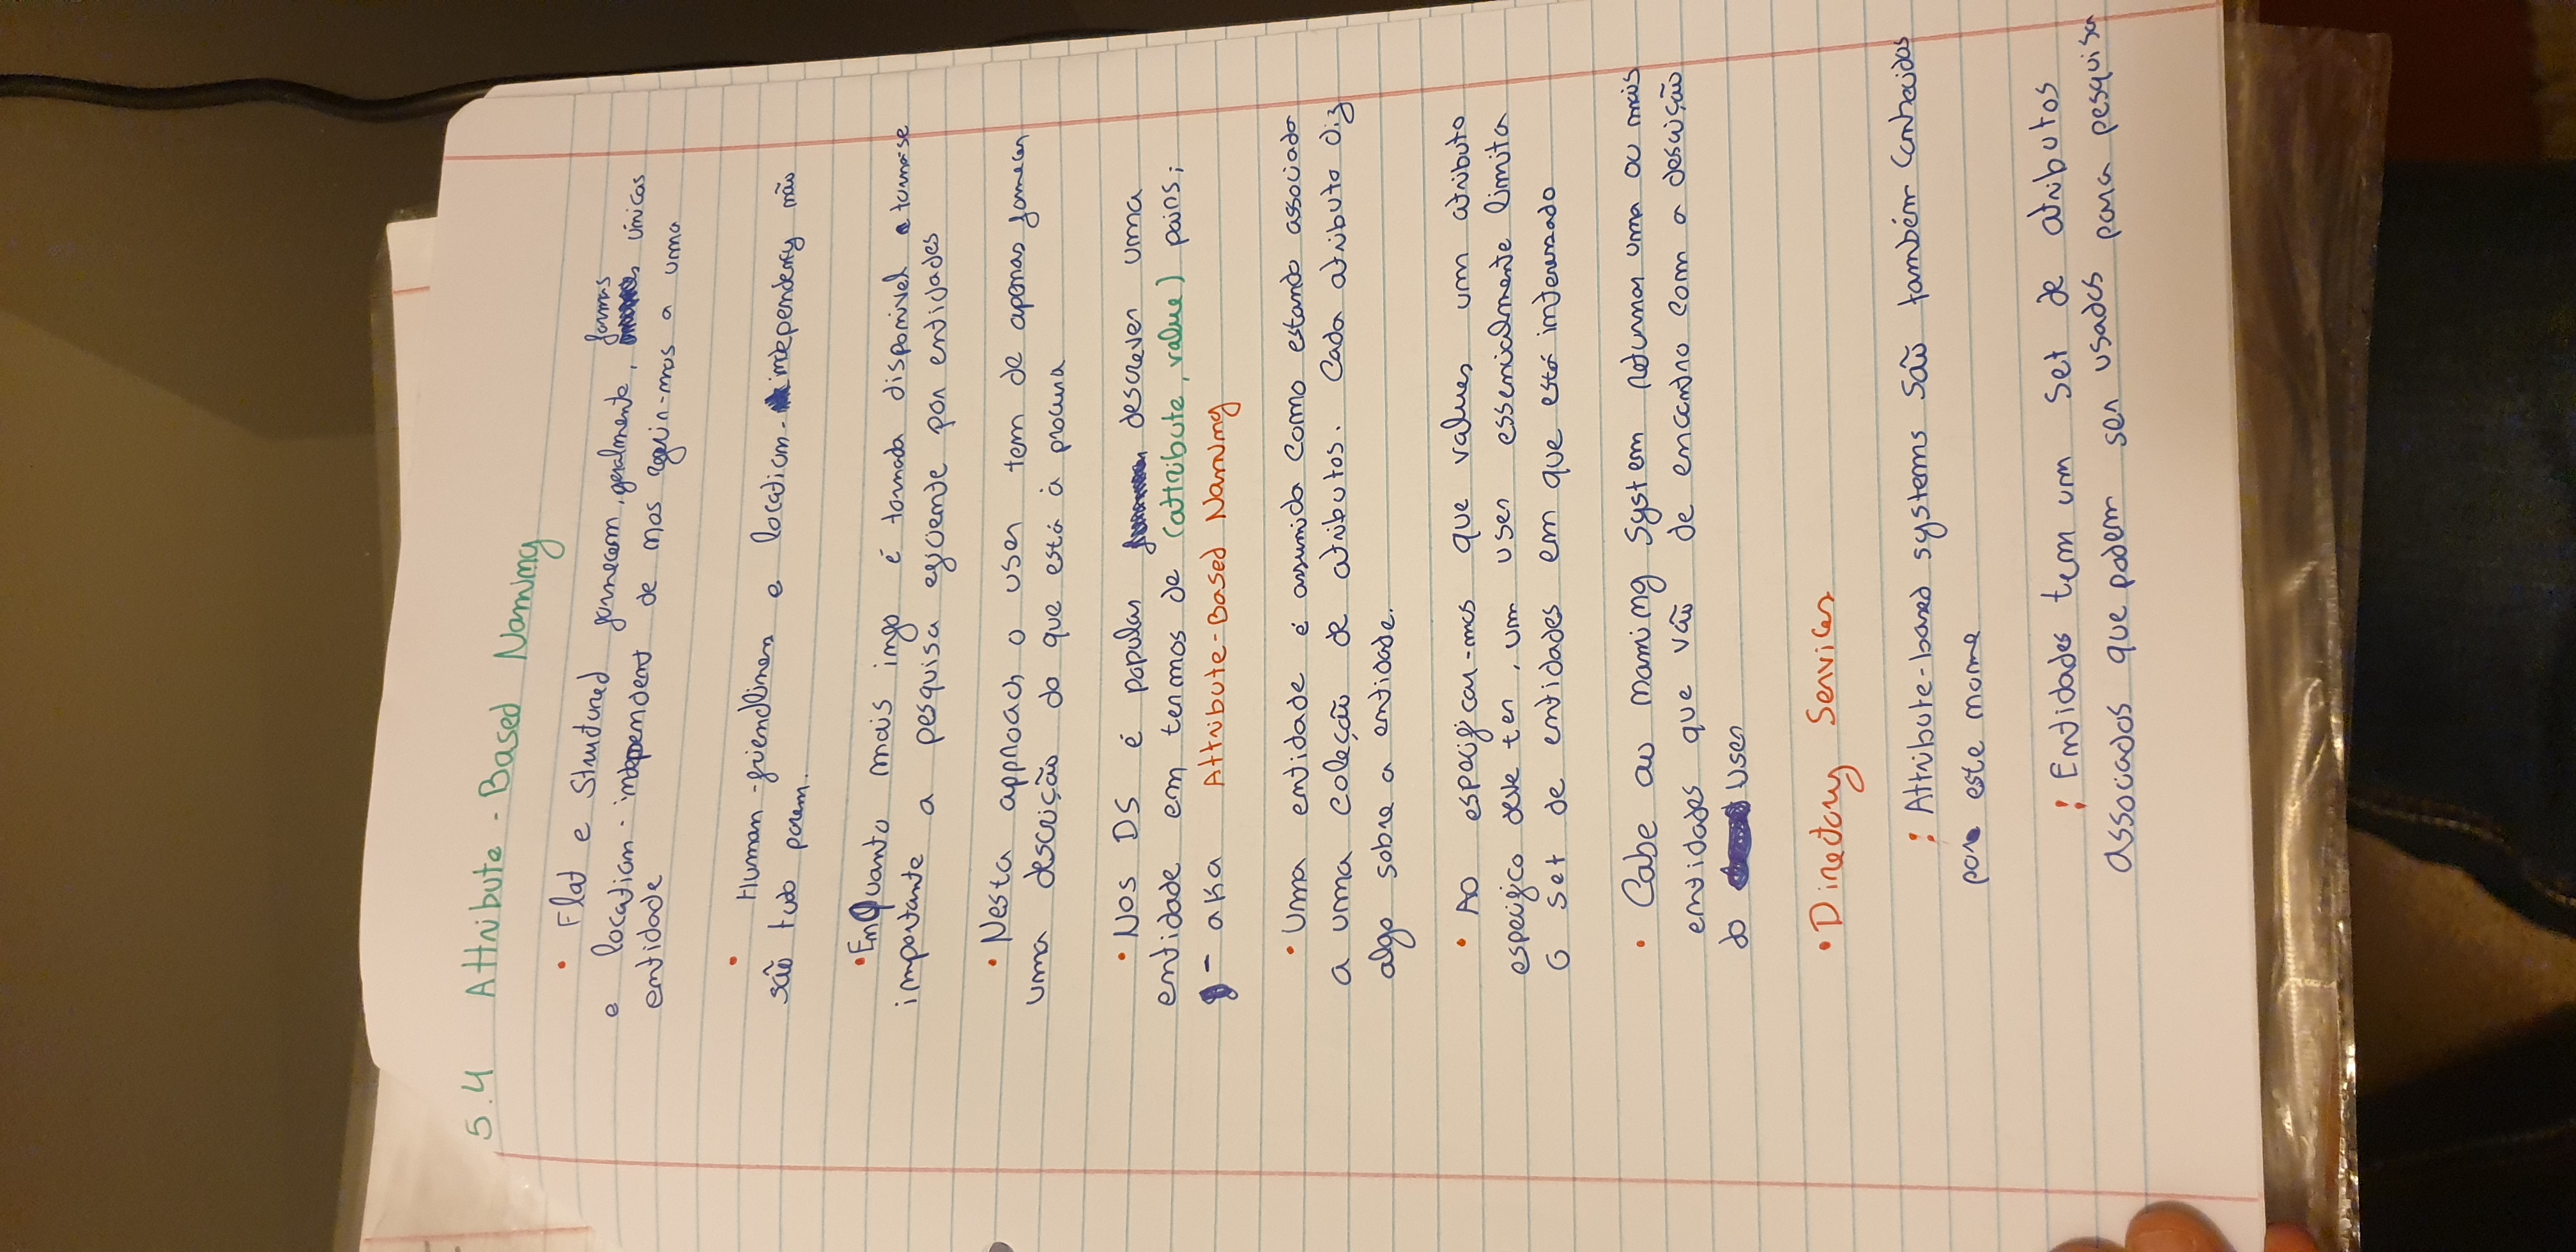 5.4 Attribute-Based Naming
• Flat e Structured fornecem, geralmente, formas únicas
e location-independent de nos referir-mos a uma
entidade
• Human-friendliness e location-independency não
são tudo porem.
• EnQuanto mais info é tornada disponivel torna-se
importante a pesquisa eficiente por entidades
• Nesta approach o user tem de apenas fornecer
uma descrição do que está à procura
• Nos DS é popular descrever uma
entidade em termos de (attribute, value) pairs;
- aka Attribute-Based Naming
• Uma entidade é assumida como estando associada
a uma coleção de atributos. Cada atributo diz
algo sobre a entidade.
• Ao especificar-mos que values um atributo
especifico deve ter, um user essencialmente limita
o set de entidades em que está interessado
• Cabe ao naming system retornar uma ou mais
entidades que vão de encontro com a descrição
do User
• Directory Services
: Attribute-based systems são também conhecidos
por este nome
: Entidades tem um set de atributos
associados que podem ser usados para pesquisa